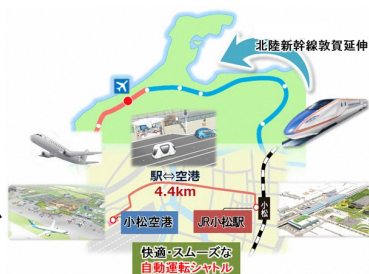 北陸新幹線敦賀延伸
駅⇔空港
4.4km
小松
小松空港
JR小松駅
快適・スムーズな
自動運転シャトル